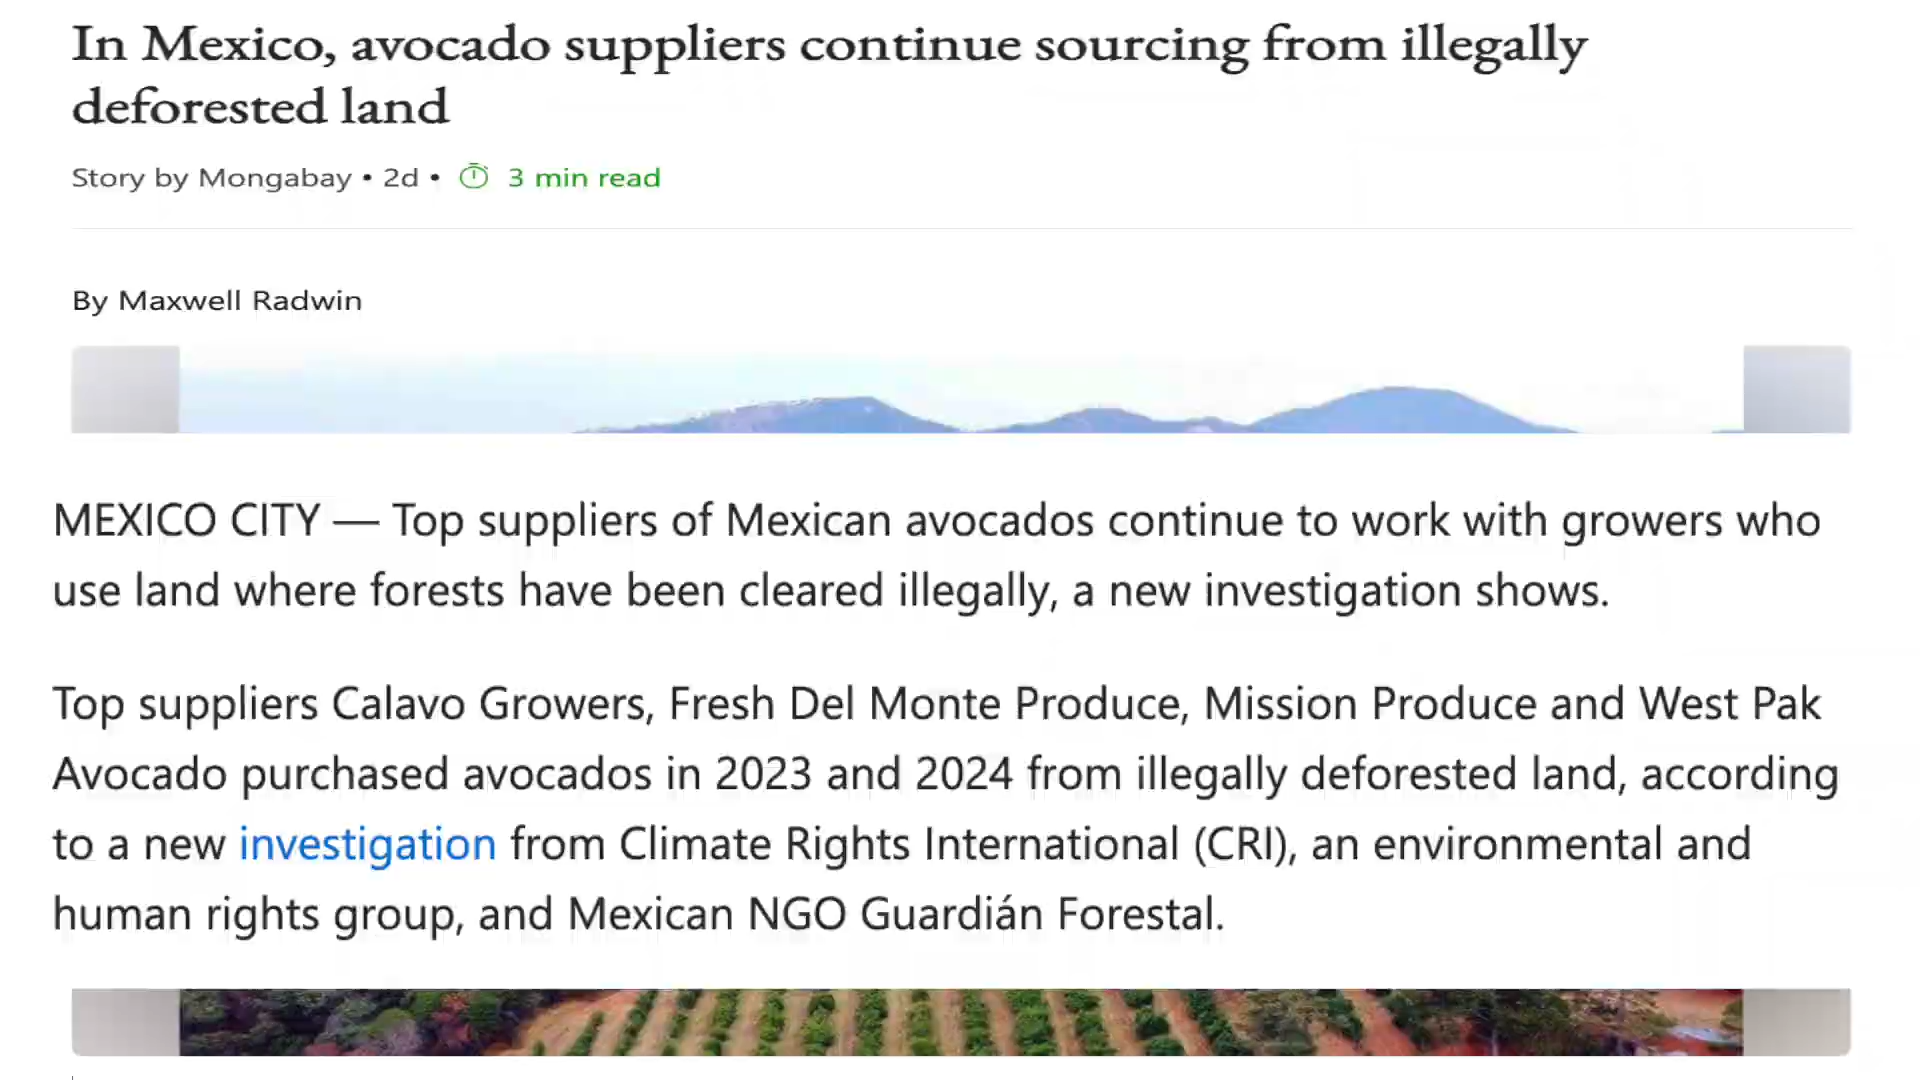 In Mexico, avocado suppliers continue sourcing from illegally
deforested land
Story by Mongabay • 2d • 3 min read
By Maxwell Radwin
MEXICO CITY — Top suppliers of Mexican avocados continue to work with growers who
use land where forests have been cleared illegally, a new investigation shows.
Top suppliers Calavo Growers, Fresh Del Monte Produce, Mission Produce and West Pak
Avocado purchased avocados in 2023 and 2024 from illegally deforested land, according
to a new investigation from Climate Rights International (CRI), an environmental and
human rights group, and Mexican NGO Guardián Forestal.